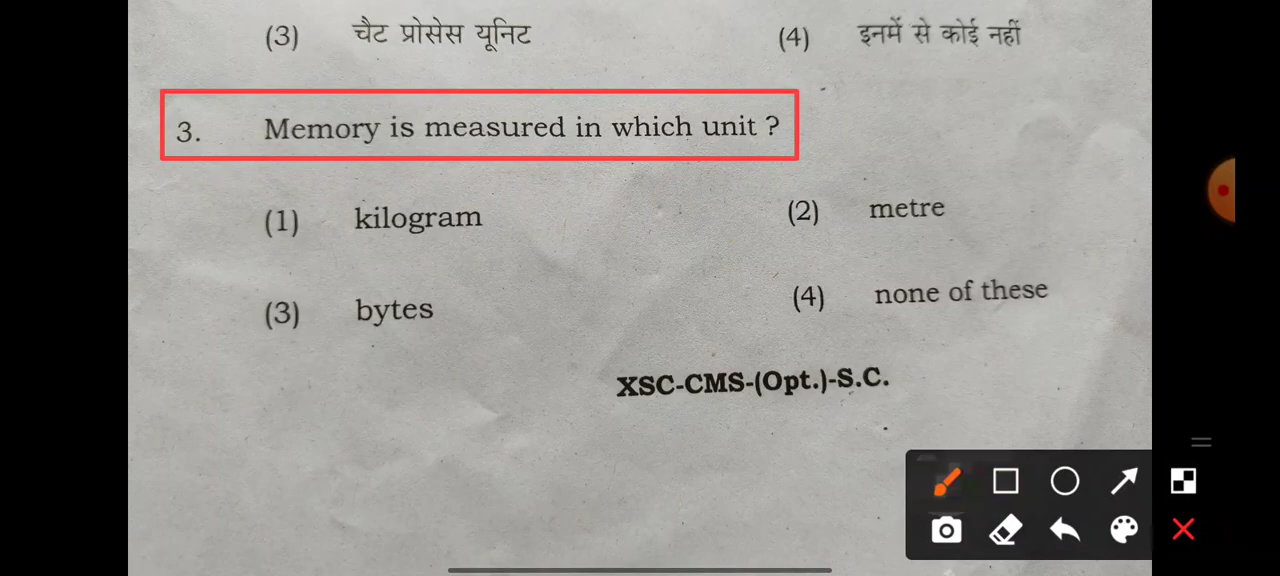 (3) चैट प्रोसेस यूनिट (4) इनमें से कोई नहीं
3. Memory is measured in which unit ?
(1) kilogram (2) metre
(3) bytes (4) none of these
XSC-CMS-(Opt.)-S.C.